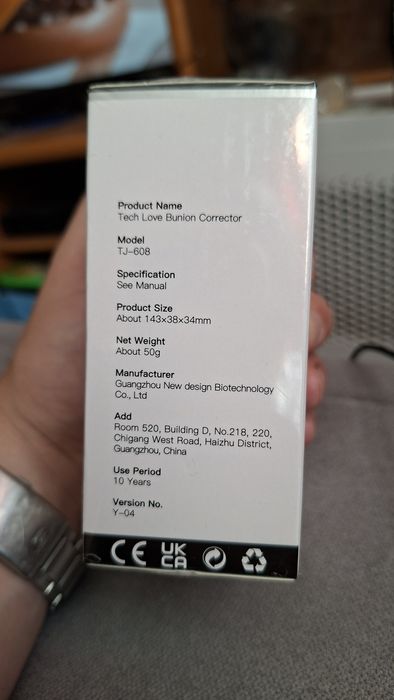 Product Name
Tech Love Bunion Corrector
Model
TJ-608
Specification
See Manual
Product Size
About 143×38×34mm
Net Weight
About 50g
Manufacturer
Guangzhou New design Biotechnology
Co., Ltd
Add
Room 520, Building D, No.218, 220,
Chigang West Road, Haizhu District,
Guangzhou, China
Use Period
10 Years
Version No.
Y-04
CE UK
CA